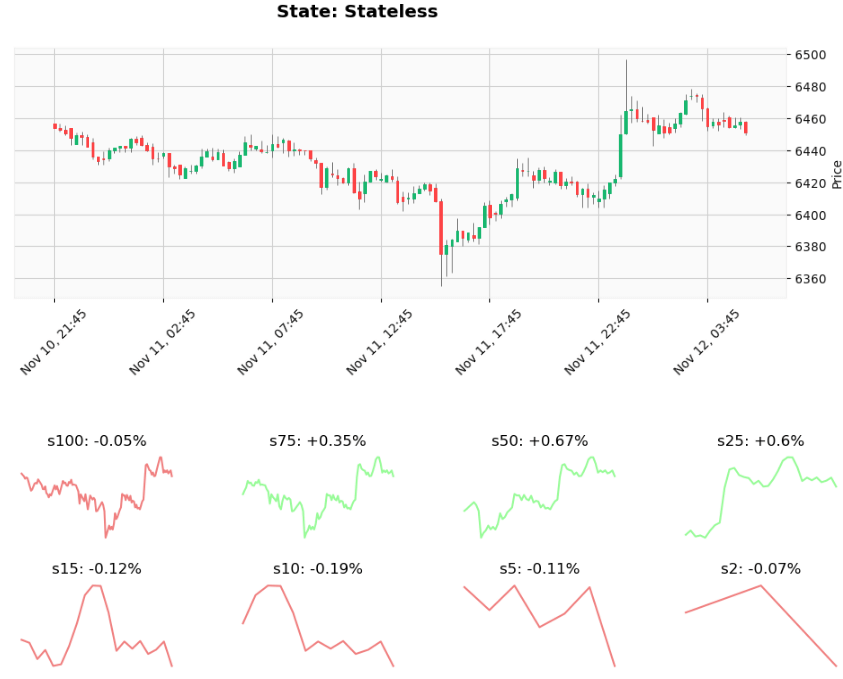 State: Stateless
6500
6480
6460
6440
6420
6400
6380
6360
Price
Nov 10, 21:45
Nov 11, 02:45
Nov 11, 07:45
Nov 11, 12:45
Nov 11, 17:45
Nov 11, 22:45
Nov 12, 03:45
s100: -0.05%
s75: +0.35%
s50: +0.67%
s25: +0.6%
s15: -0.12%
s10: -0.19%
s5: -0.11%
s2: -0.07%